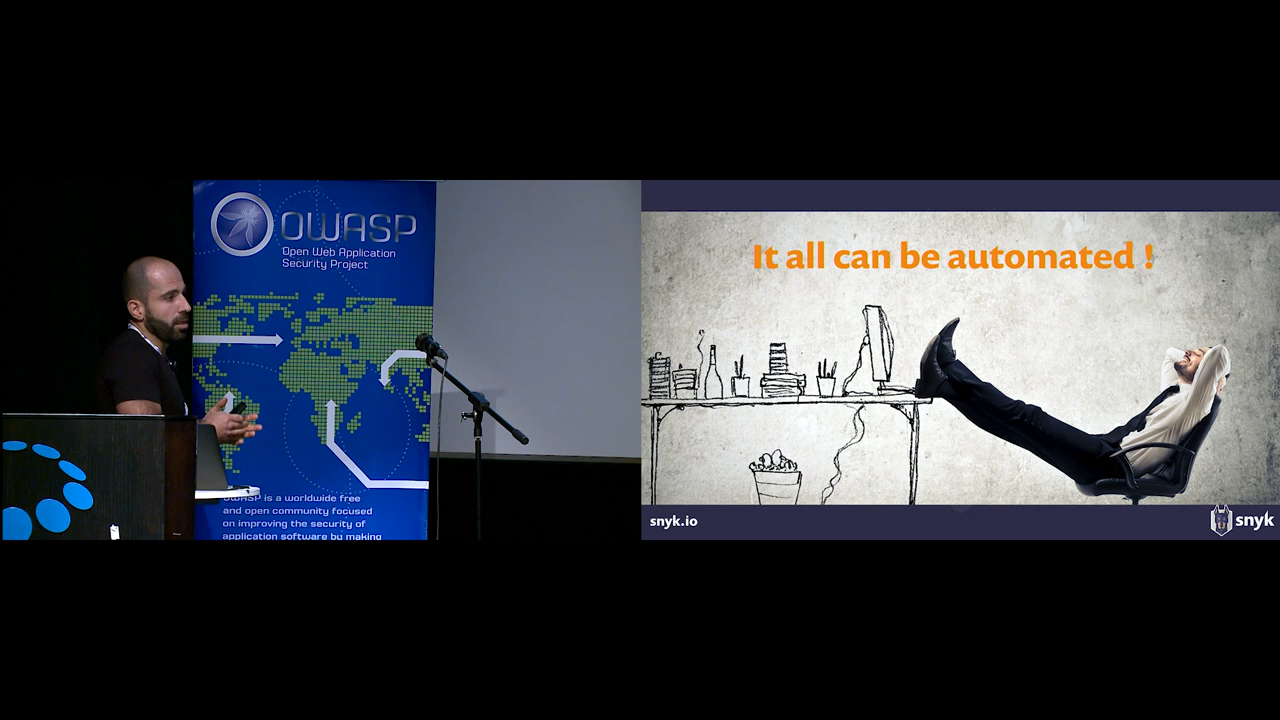 OWASP
Open Web Application
Security Project
OWASP is a worldwide free
and open community focused
on improving the security of
application software by making
It all can be automated !
snyk.io
snyk